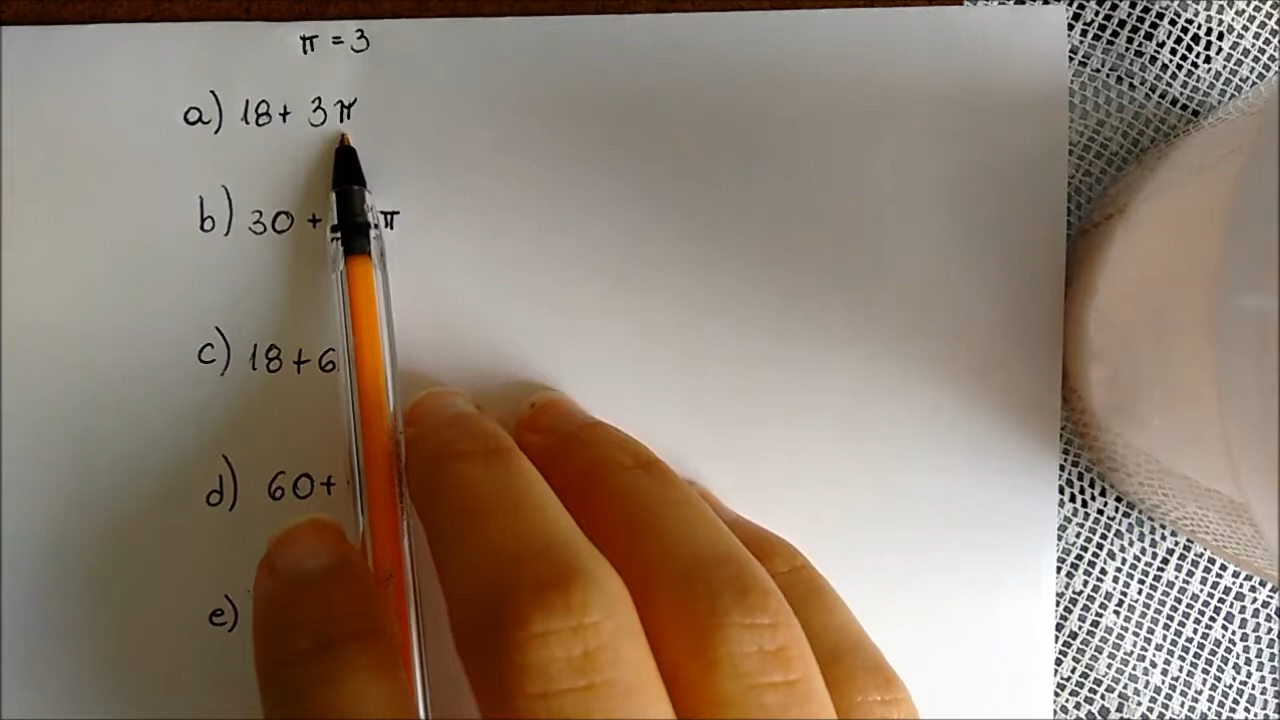 π = 3
a) 18 + 3π
b) 30 + π
c) 18 + 6
d) 60 +
e)